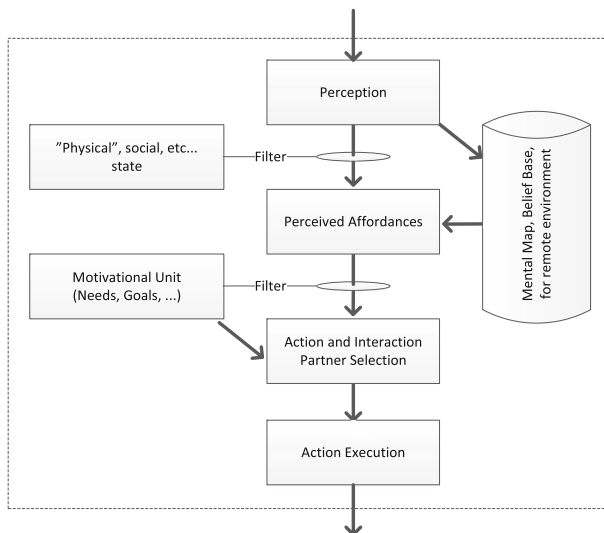 Perception
”Physical”, social, etc...
state
Filter
Perceived Affordances
Mental Map, Belief Base,
for remote environment
Motivational Unit
(Needs, Goals, ...)
Filter
Action and Interaction
Partner Selection
Action Execution